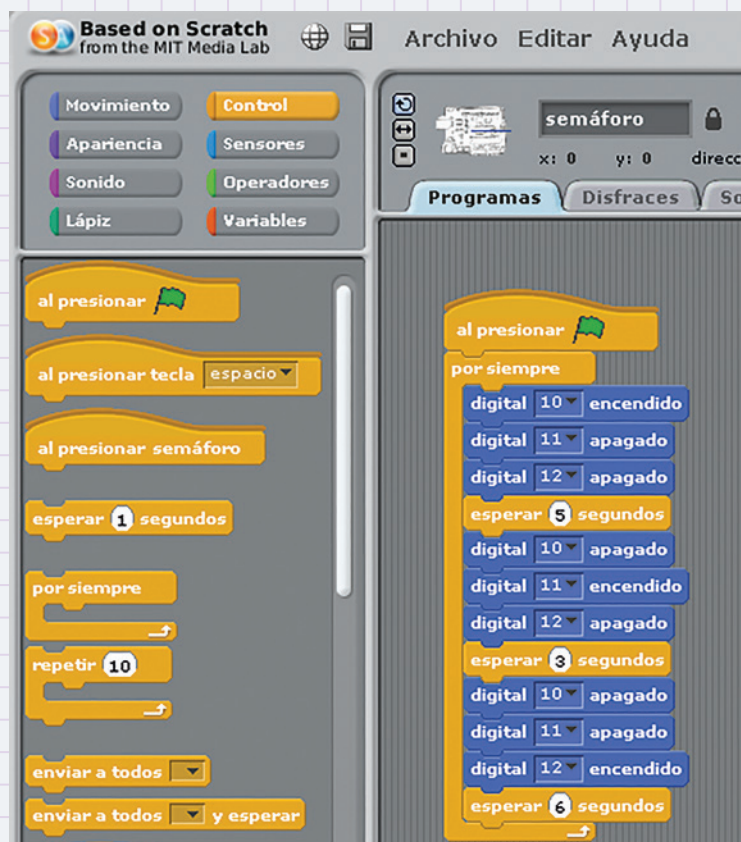 Based on Scratch
from the MIT Media Lab
Archivo Editar Ayuda
Movimiento Control
Apariencia Sensores
Sonido Operadores
Lápiz Variables
semáforo
x: 0 y: 0 direcc
Programas Disfraces So
al presionar
al presionar tecla espacio
al presionar semáforo
esperar 1 segundos
por siempre
repetir 10
enviar a todos
enviar a todos y esperar
al presionar
por siempre
digital 10 encendido
digital 11 apagado
digital 12 apagado
esperar 5 segundos
digital 10 apagado
digital 11 encendido
digital 12 apagado
esperar 3 segundos
digital 10 apagado
digital 11 apagado
digital 12 encendido
esperar 6 segundos